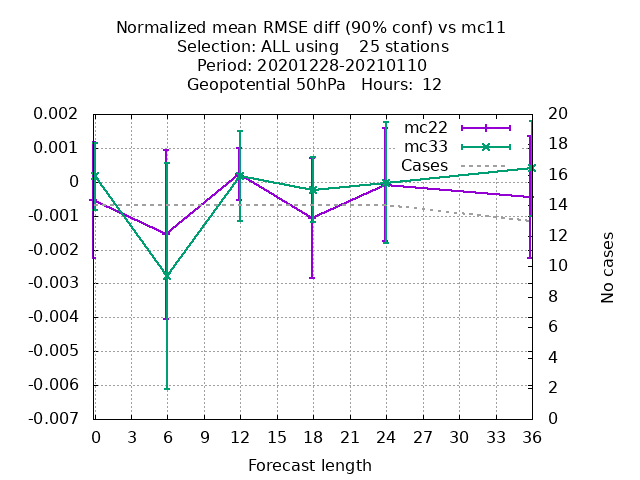 Normalized mean RMSE diff (90% conf) vs mc11
Selection: ALL using    25 stations
Period: 20201228-20210110
Geopotential 50hPa   Hours:  12
mc22
mc33
Cases
0.002
0.001
0
-0.001
-0.002
-0.003
-0.004
-0.005
-0.006
-0.007
20
18
16
14
12
10
8
6
4
2
0
No cases
0 3 6 9 12 15 18 21 24 27 30 33 36
Forecast length